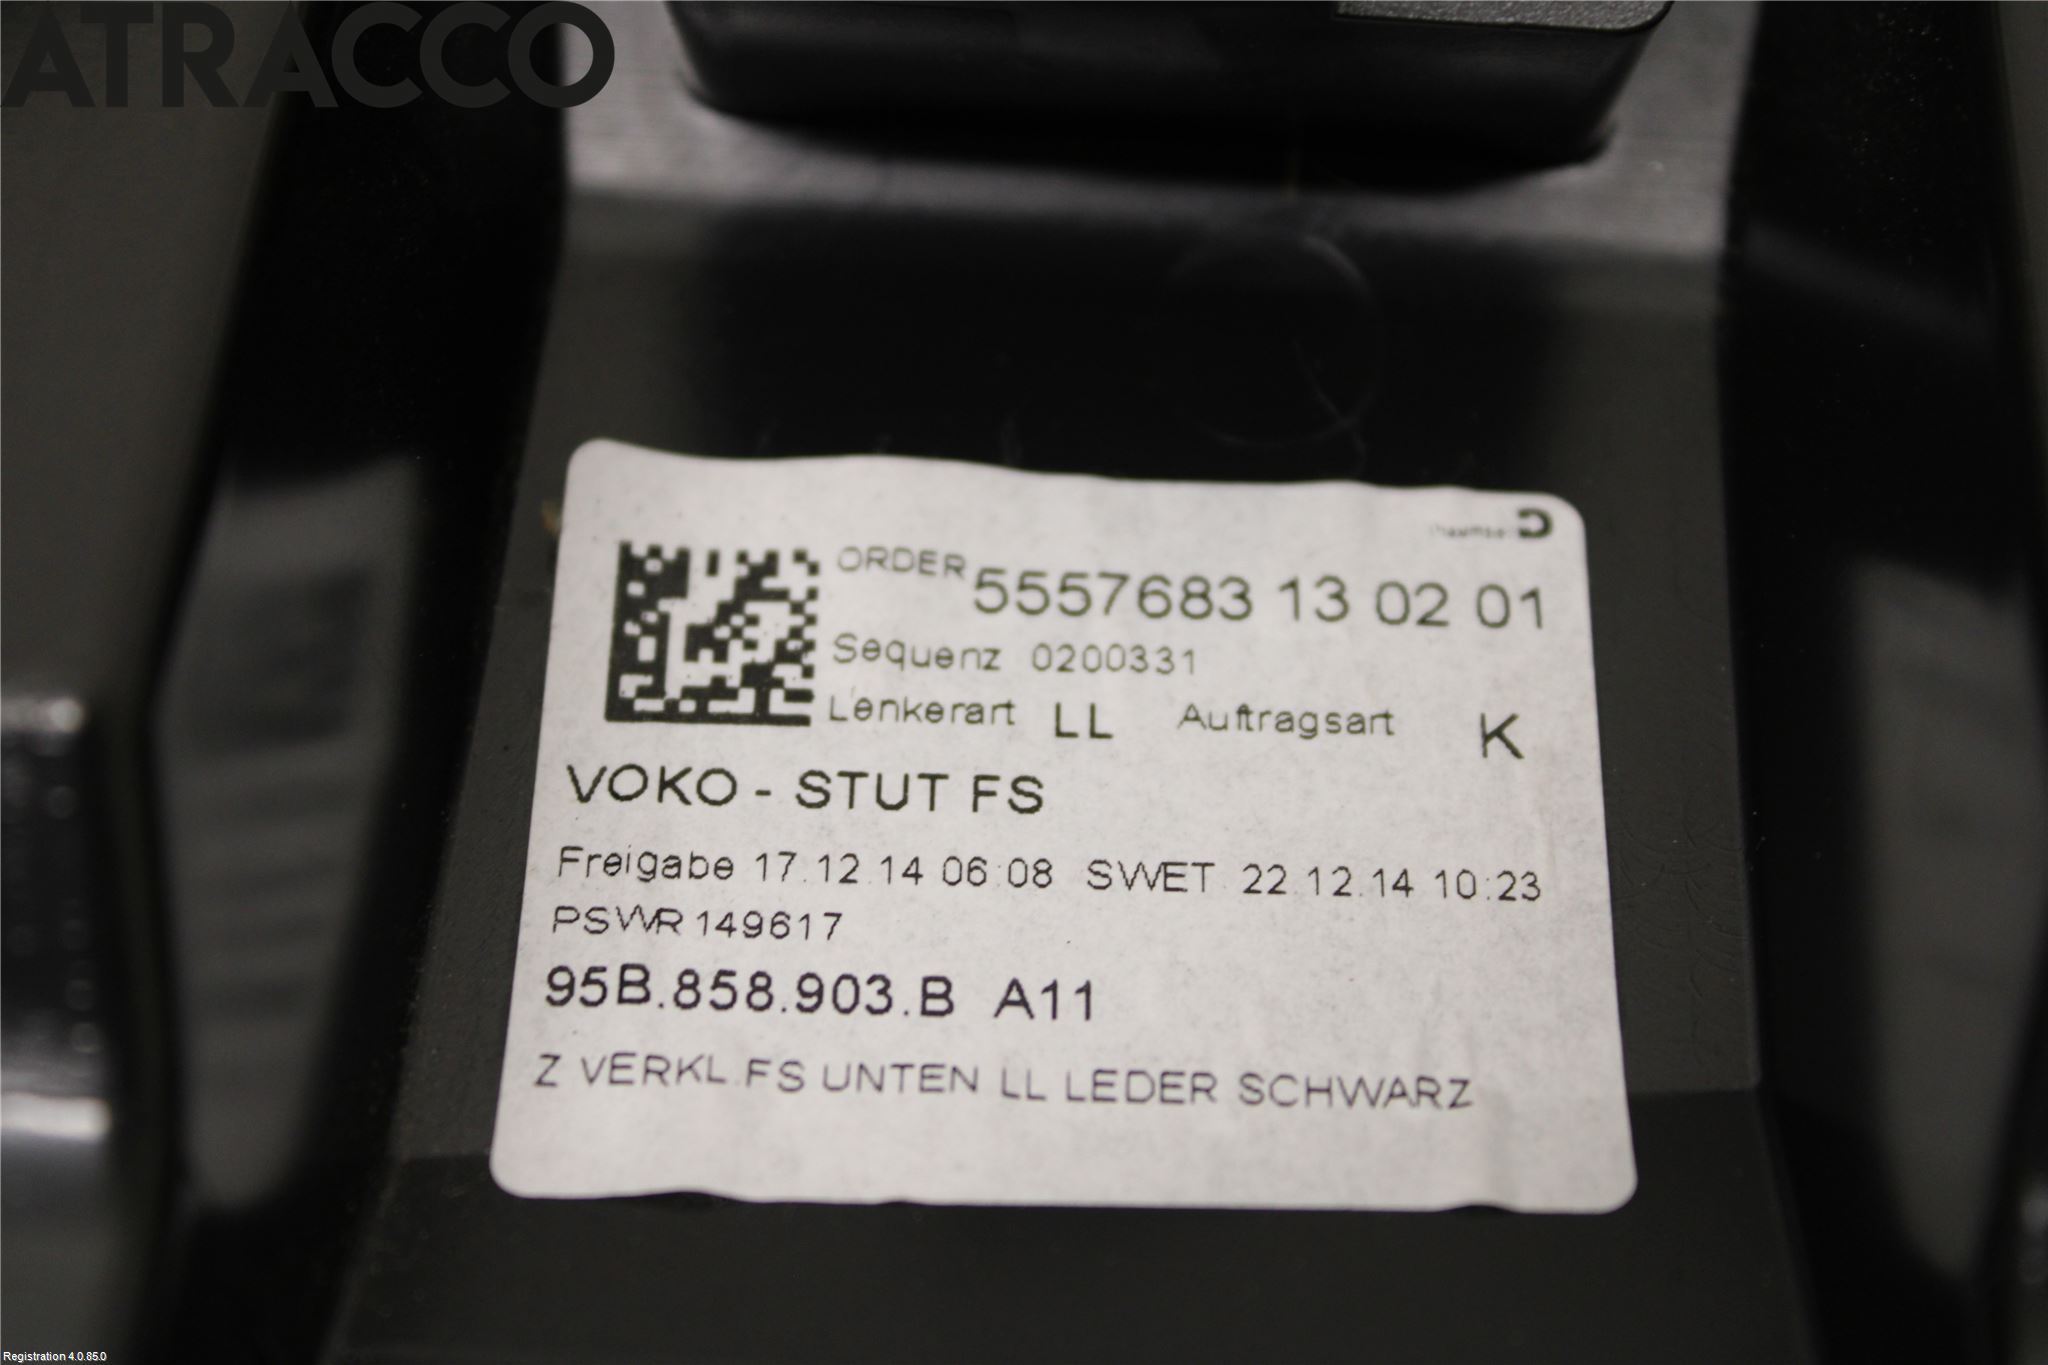 ATRACCO
ORDER 5557683 13 02 01
Sequenz 0200331
Lenkerart LL Auftragsart K
VOKO - STUT FS
Freigabe 17.12.14 06:08 SWET 22.12.14 10:23
PSWR 149617
95B.858.903.B A11
Z VERKL.FS UNTEN LL LEDER SCHWARZ
Registration 4.0.85.0